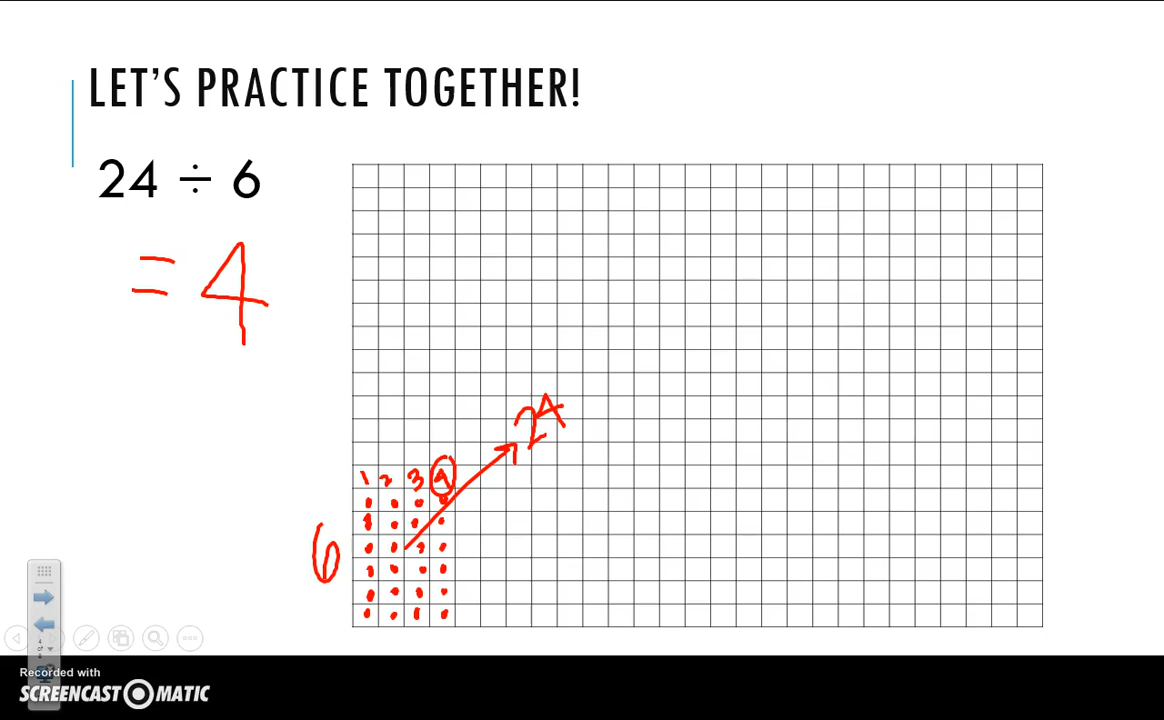 LET'S PRACTICE TOGETHER!
24 ÷ 6
= 4
24
1 2 3 4
6
Recorded with
SCREENCAST MATIC